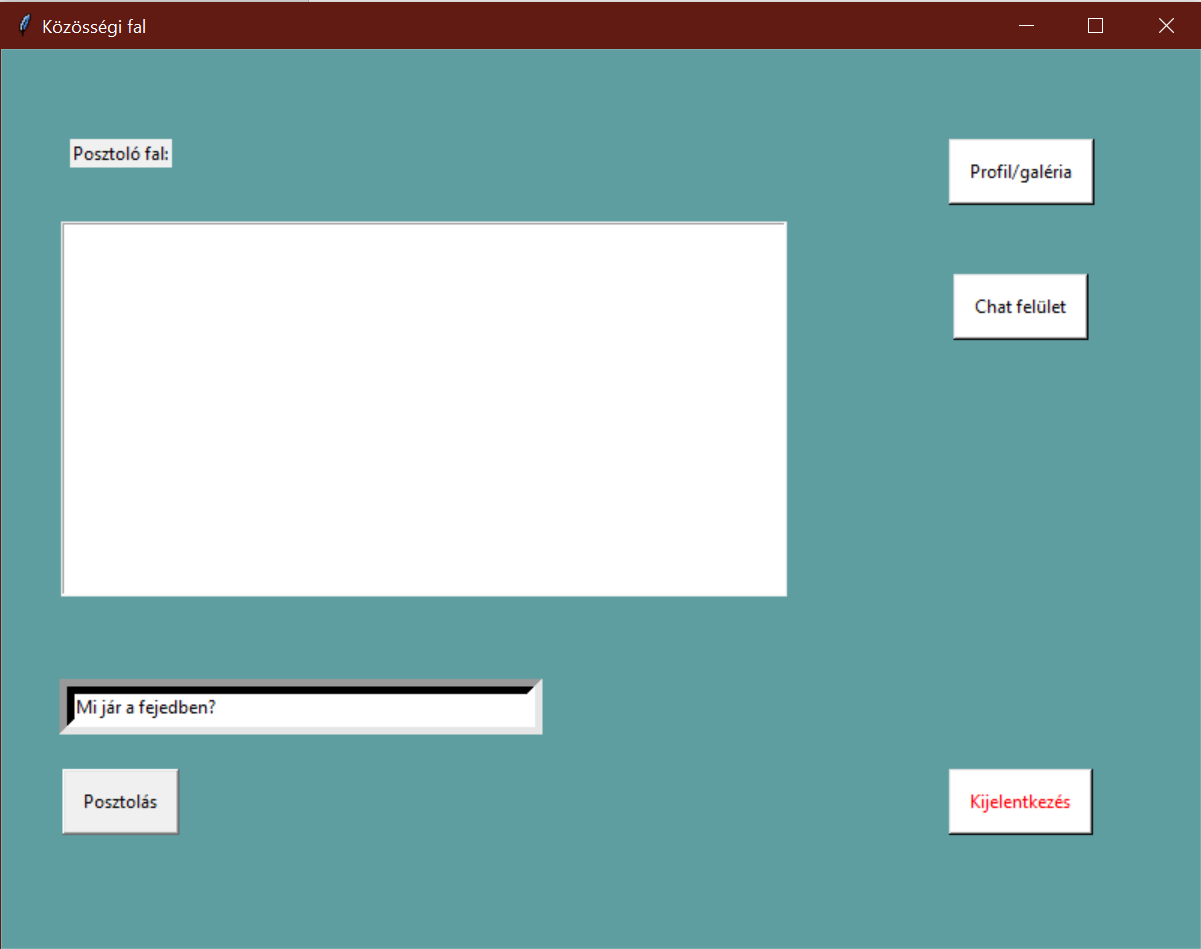 Közösségi fal
Posztoló fal:
Profil/galéria
Chat felület
Mi jár a fejedben?
Posztolás
Kijelentkezés